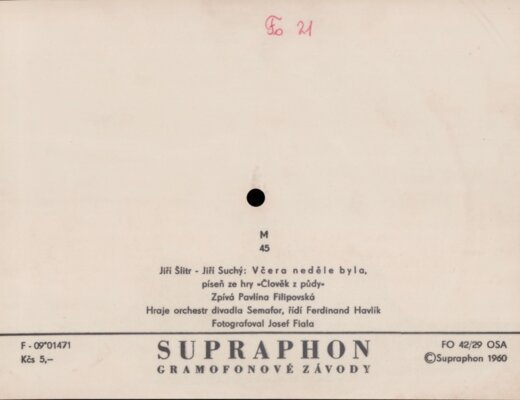 Fo 21
M
45
Jiří Šlitr - Jiří Suchý: Včera neděle byla,
píseň ze hry »Člověk z půdy«
Zpívá Pavlína Filipovská
Hraje orchestr divadla Semafor, řídí Ferdinand Havlík
Fotografoval Josef Fiala
F - 09*01471
Kčs 5,–
SUPRAPHON
GRAMOFONOVÉ ZÁVODY
FO 42/29 OSA
©Supraphon 1960